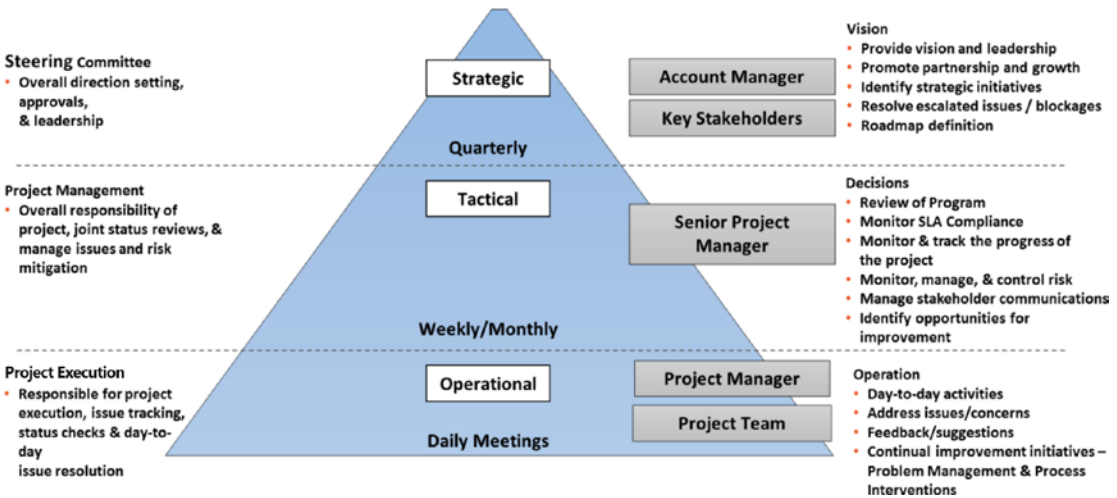 Steering Committee
• Overall direction setting,
approvals,
& leadership
Strategic
Quarterly
Account Manager
Key Stakeholders
Vision
• Provide vision and leadership
• Promote partnership and growth
• Identify strategic initiatives
• Resolve escalated issues / blockages
• Roadmap definition
Project Management
• Overall responsibility of
project, joint status reviews, &
manage issues and risk
mitigation
Tactical
Weekly/Monthly
Senior Project
Manager
Decisions
• Review of Program
• Monitor SLA Compliance
• Monitor & track the progress of
the project
• Monitor, manage, & control risk
• Manage stakeholder communications
• Identify opportunities for
improvement
Project Execution
• Responsible for project
execution, issue tracking,
status checks & day-to-
day
issue resolution
Operational
Daily Meetings
Project Manager
Project Team
Operation
• Day-to-day activities
• Address issues/concerns
• Feedback/suggestions
• Continual improvement initiatives –
Problem Management & Process
Interventions